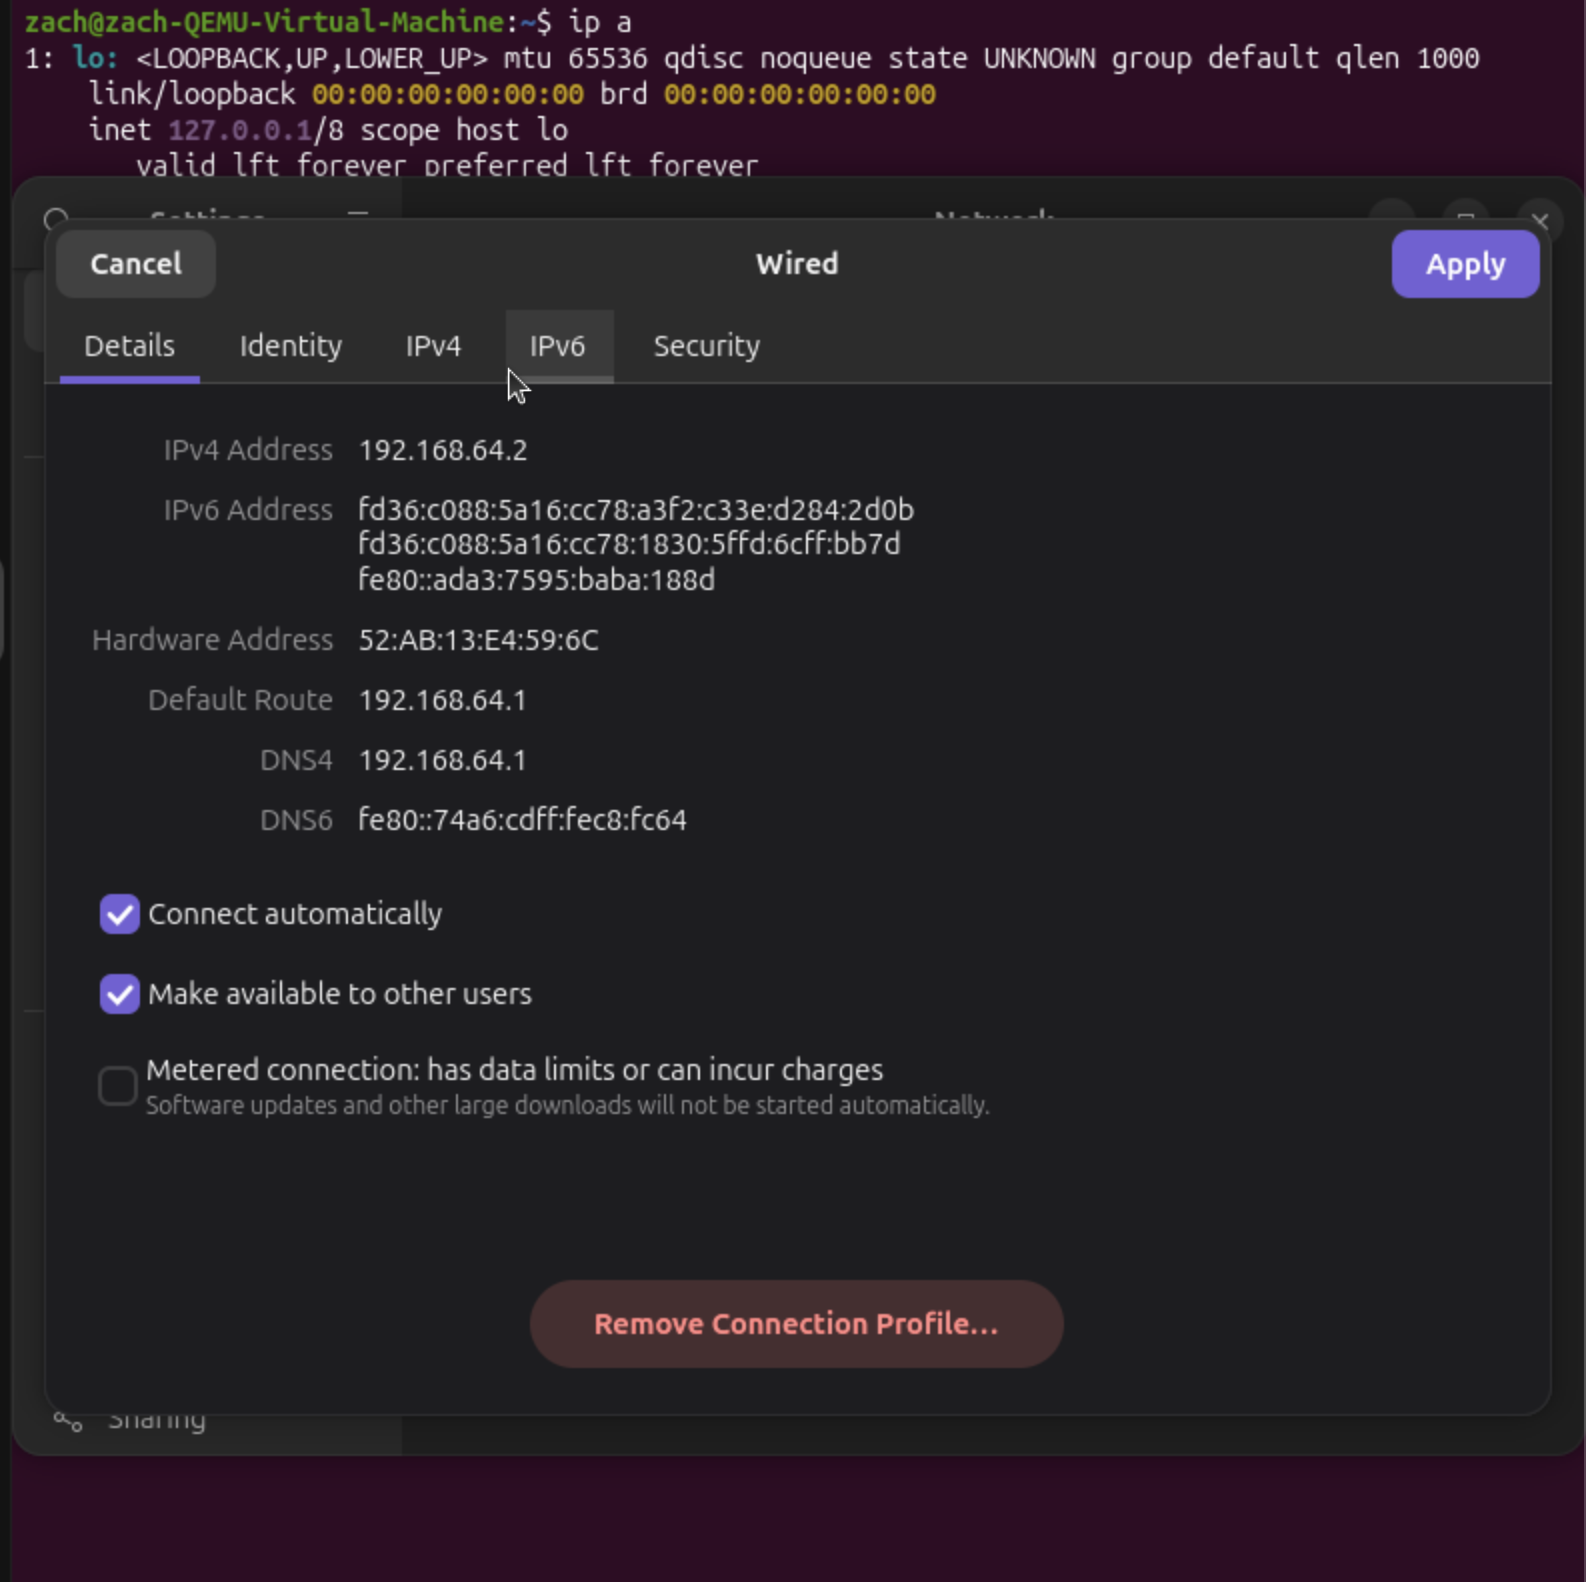 zach@zach-QEMU-Virtual-Machine:~$ ip a
1: lo: <LOOPBACK,UP,LOWER_UP> mtu 65536 qdisc noqueue state UNKNOWN group default qlen 1000
link/loopback 00:00:00:00:00:00 brd 00:00:00:00:00:00
inet 127.0.0.1/8 scope host lo
valid_lft forever preferred_lft forever
Settings
Network
Cancel
Wired
Apply
Details
Identity
IPv4
IPv6
Security
IPv4 Address 192.168.64.2
IPv6 Address fd36:c088:5a16:cc78:a3f2:c33e:d284:2d0b
fd36:c088:5a16:cc78:1830:5ffd:6cff:bb7d
fe80::ada3:7595:baba:188d
Hardware Address 52:AB:13:E4:59:6C
Default Route 192.168.64.1
DNS4 192.168.64.1
DNS6 fe80::74a6:cdff:fec8:fc64
Connect automatically
Make available to other users
Metered connection: has data limits or can incur charges
Software updates and other large downloads will not be started automatically.
Remove Connection Profile...
Sharing